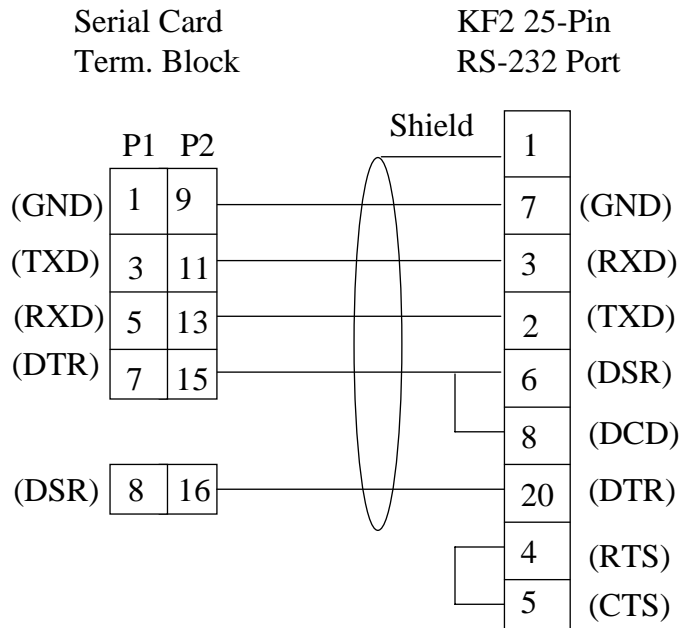 Serial Card KF2 25-Pin
Term. Block RS-232 Port
Shield 1
P1 P2
(GND) 1 9 7 (GND)
(TXD) 3 11 3 (RXD)
(RXD) 5 13 2 (TXD)
(DTR) 7 15 6 (DSR)
8 (DCD)
(DSR) 8 16 20 (DTR)
4 (RTS)
5 (CTS)